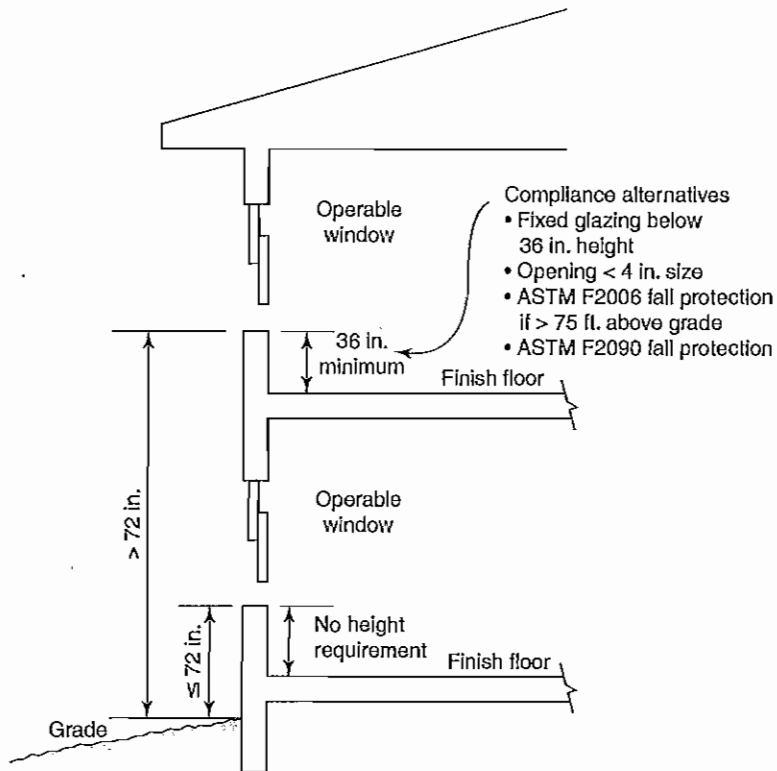 Operable
window
Compliance alternatives
• Fixed glazing below
36 in. height
• Opening < 4 in. size
• ASTM F2006 fall protection
if > 75 ft. above grade
• ASTM F2090 fall protection
36 in.
minimum
Finish floor
> 72 in.
Operable
window
≤ 72 in.
No height
requirement
Finish floor
Grade